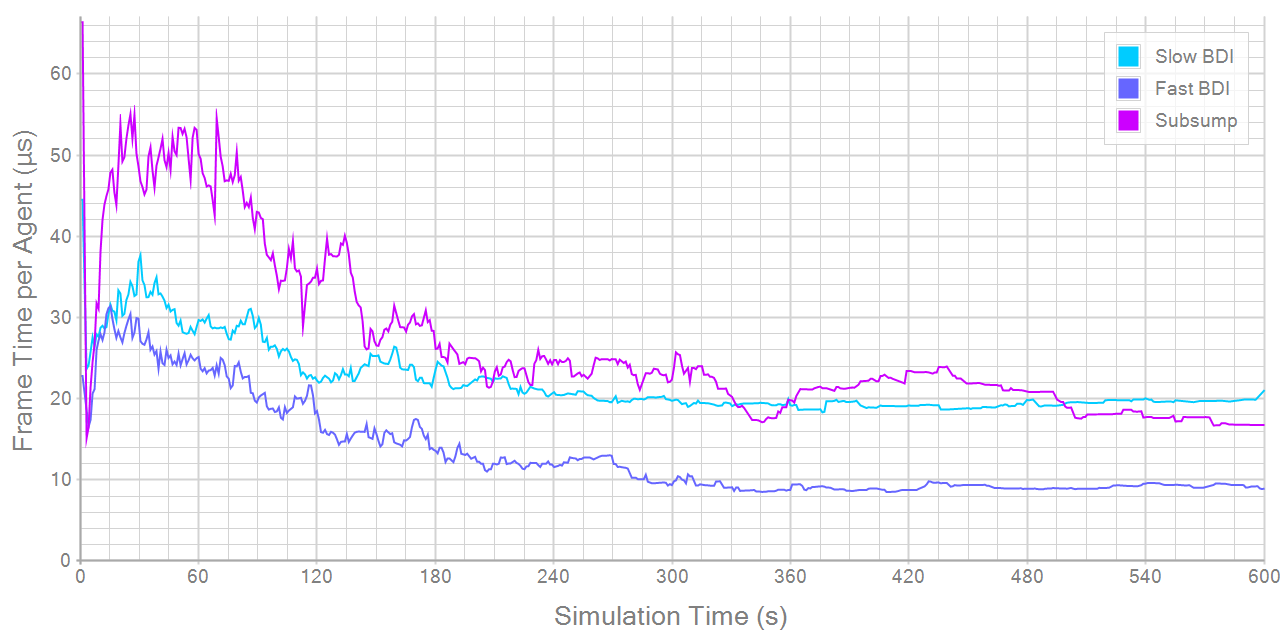 Frame Time per Agent (µs)
60
50
40
30
20
10
0
Slow BDI
Fast BDI
Subsump
0 60 120 180 240 300 360 420 480 540 600
Simulation Time (s)